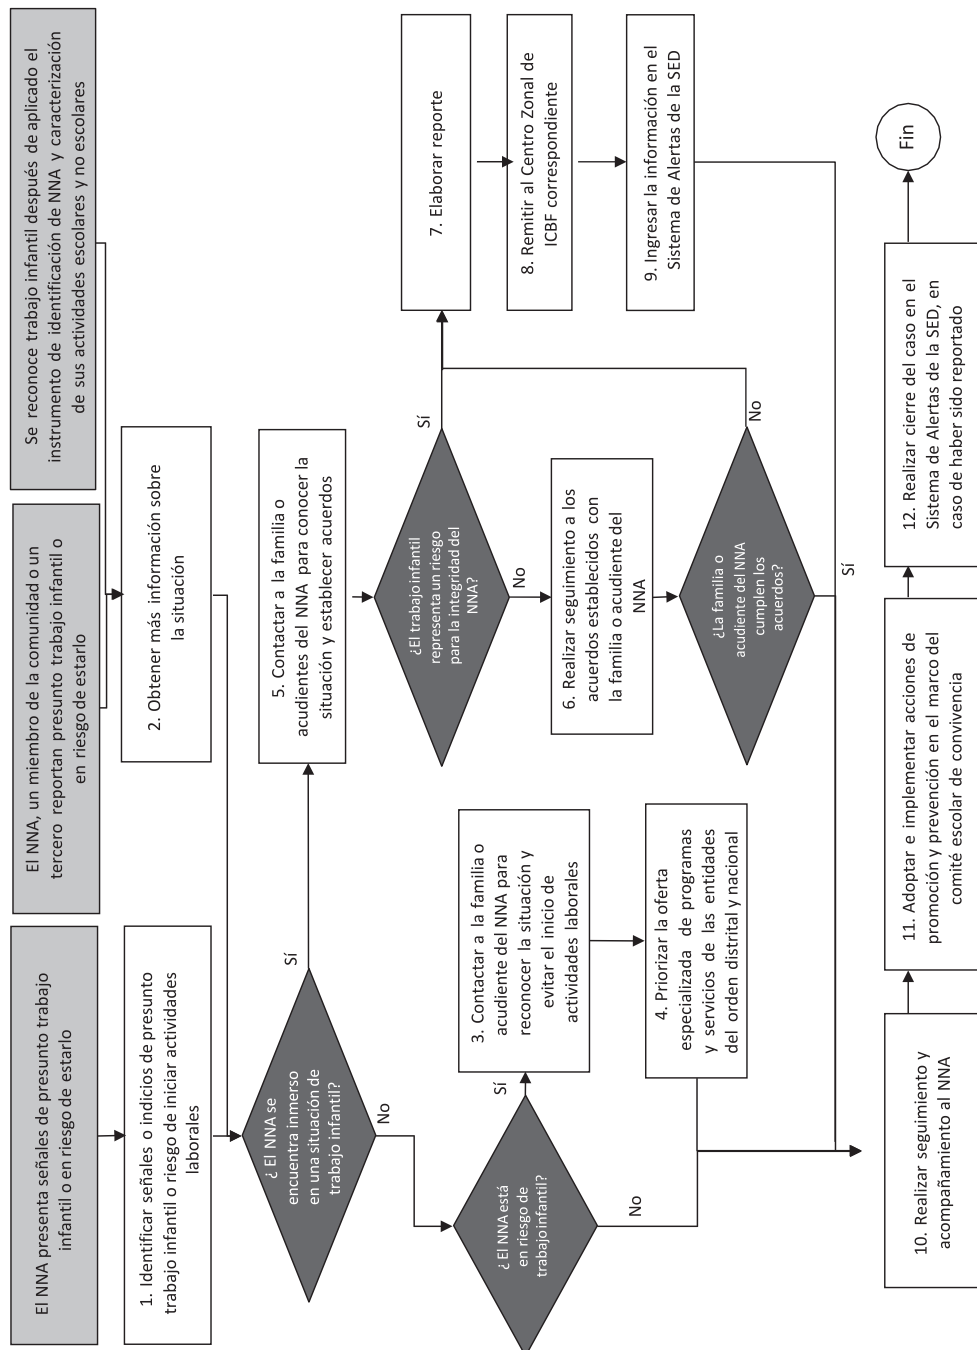 El NNA presenta señales de presunto trabajo
infantil o en riesgo de estarlo
El NNA, un miembro de la comunidad o un
tercero reportan presunto trabajo infantil o
en riesgo de estarlo
Se reconoce trabajo infantil después de aplicado el
instrumento de identificación de NNA y caracterización
de sus actividades escolares y no escolares
1. Identificar señales o indicios de presunto
trabajo infantil o riesgo de iniciar actividades
laborales
2. Obtener más información sobre
la situación
¿ El NNA se
encuentra inmerso
en una situación de
trabajo infantil?
Sí
No
5. Contactar a la familia o
acudientes del NNA para conocer la
situación y establecer acuerdos
¿ El NNA está
en riesgo de
trabajo infantil?
Sí
No
3. Contactar a la familia o
acudiente del NNA para
reconocer la situación y
evitar el inicio de
actividades laborales
4. Priorizar la oferta
especializada de programas
y servicios de las entidades
del orden distrital y nacional
¿El trabajo infantil
representa un riesgo
para la integridad del
NNA?
Sí
No
6. Realizar seguimiento a los
acuerdos establecidos con
la familia o acudiente del
NNA
¿La familia o
acudiente del NNA
cumplen los
acuerdos?
No
Sí
7. Elaborar reporte
8. Remitir al Centro Zonal de
ICBF correspondiente
9. Ingresar la información en el
Sistema de Alertas de la SED
10. Realizar seguimiento y
acompañamiento al NNA
11. Adoptar e implementar acciones de
promoción y prevención en el marco del
comité escolar de convivencia
12. Realizar cierre del caso en el
Sistema de Alertas de la SED, en
caso de haber sido reportado
Fin